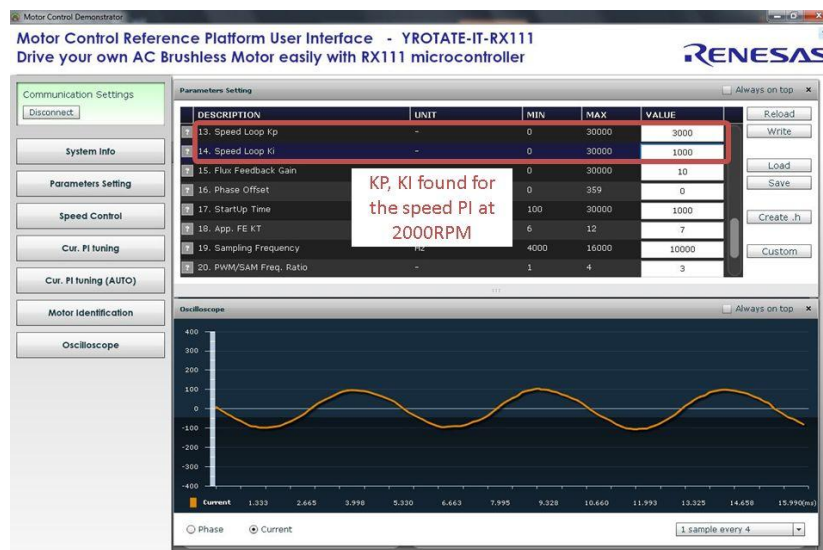 Motor Control Demonstrator
Motor Control Reference Platform User Interface - YROTATE-IT-RX111
Drive your own AC Brushless Motor easily with RX111 microcontroller
RENESAS
Communication Settings
Disconnect
System Info
Parameters Setting
Speed Control
Cur. PI tuning
Cur. PI tuning (AUTO)
Motor Identification
Oscilloscope
Parameters Setting
Always on top x
DESCRIPTION UNIT MIN MAX VALUE
? 13. Speed Loop Kp - 0 30000 3000
? 14. Speed Loop Ki - 0 30000 1000
? 15. Flux Feedback Gain 0 30000 10
? 16. Phase Offset 0 359 0
? 17. StartUp Time 100 30000 1000
? 18. App. FE KT 6 12 7
? 19. Sampling Frequency Hz 4000 16000 10000
? 20. PWM/SAM Freq. Ratio - 1 4 3
KP, KI found for
the speed PI at
2000RPM
Reload
Write
Load
Save
Create .h
Custom
Oscilloscope
Always on top x
400
300
200
100
0
-100
-200
-300
-400
Current 1.333 2.665 3.998 5.330 6.663 7.995 9.328 10.660 11.993 13.325 14.658 15.990(ms)
Phase Current
1 sample every 4